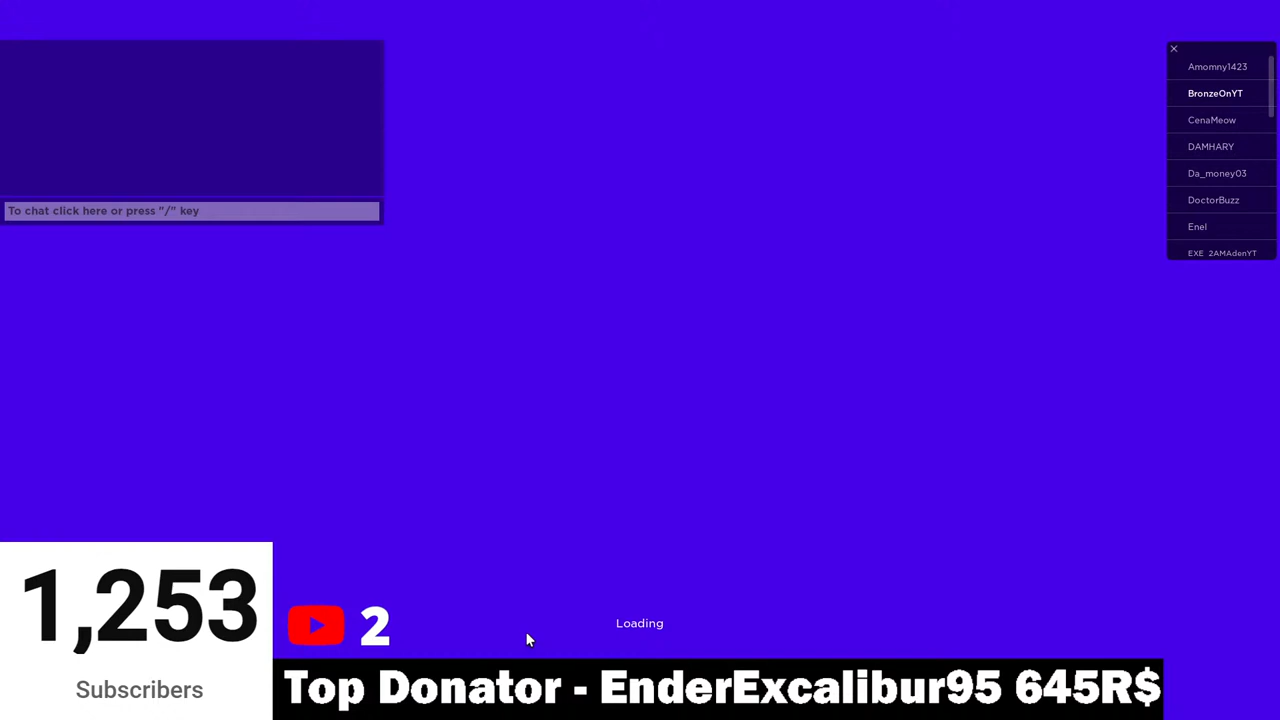 To chat click here or press "/" key
Amomny1423
BronzeOnYT
CenaMeow
DAMHARY
Da_money03
DoctorBuzz
Enel
EXE_2AMAdenYT
1,253
Subscribers
2
Loading
Top Donator - EnderExcalibur95 645R$